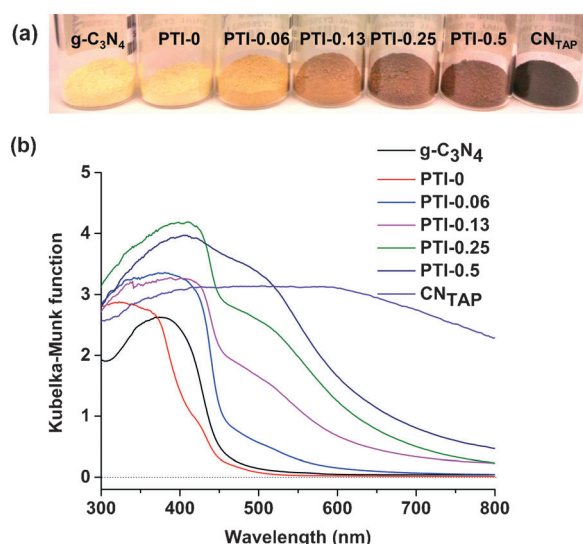 (a)
g-C₃N₄ PTI-0 PTI-0.06 PTI-0.13 PTI-0.25 PTI-0.5 CN_TAP
(b)
g-C₃N₄
PTI-0
PTI-0.06
PTI-0.13
PTI-0.25
PTI-0.5
CN_TAP
Kubelka-Munk function
5
4
3
2
1
0
300 400 500 600 700 800
Wavelength (nm)